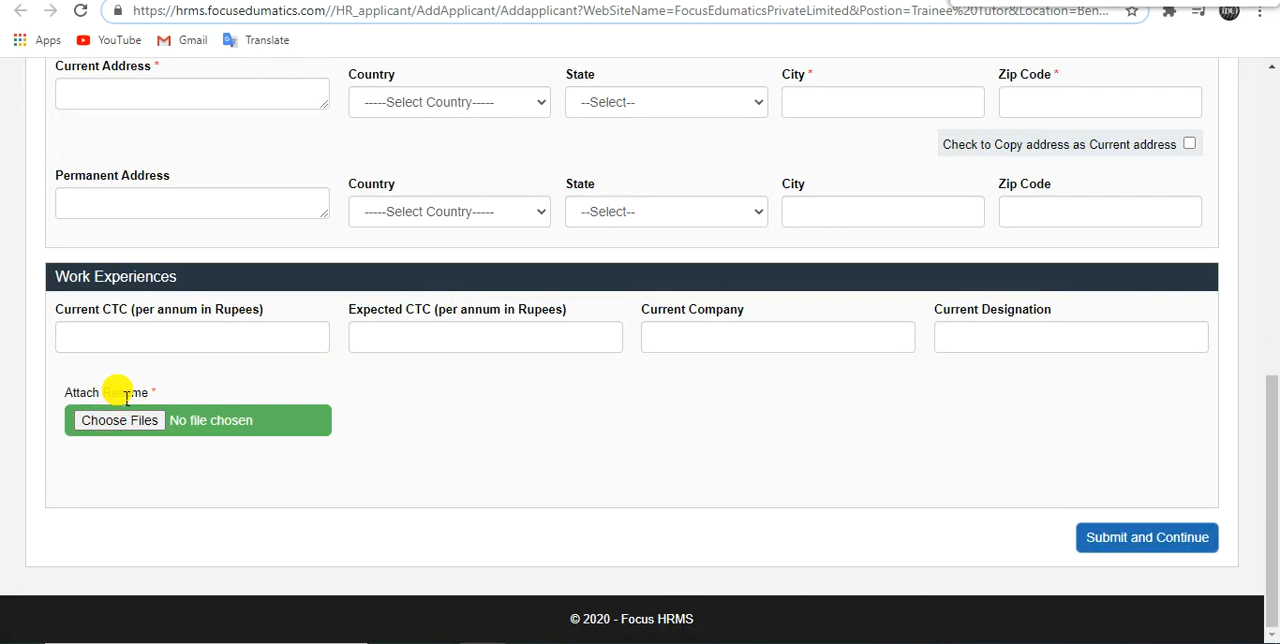 https://hrms.focusedumatics.com//HR_applicant/AddApplicant/Addapplicant?WebSiteName=FocusEdumaticsPrivateLimited&Postion=Trainee%20Tutor&Location=Ben...
Apps YouTube Gmail Translate
Current Address * Country State City * Zip Code *
-----Select Country----- --Select--
Check to Copy address as Current address
Permanent Address Country State City Zip Code
-----Select Country----- --Select--
Work Experiences
Current CTC (per annum in Rupees) Expected CTC (per annum in Rupees) Current Company Current Designation
Attach Resume *
Choose Files No file chosen
Submit and Continue
© 2020 - Focus HRMS